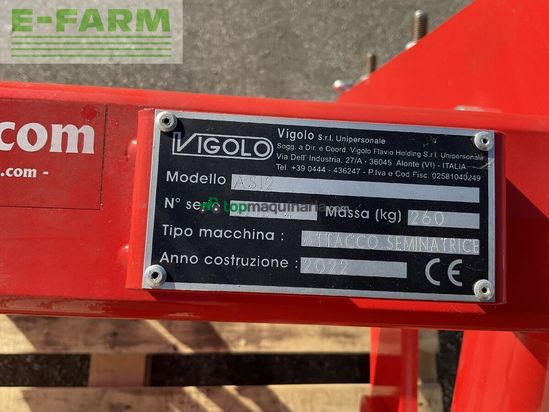 E-FARM
.com
s.com -
VIGOLO
Vigolo S.r.l. Unipersonale
Sogg. a Dir. e Coord. Vigolo Flavio Holding S.r.l. Unipersonale
Via Dell' Industria, 27/A - 36045 Alonte (VI) - ITALIA
Tel. +39 0444 - 436247 - P.Iva e Cod.Fisc. 02581040249
Modello AS12
N° se Massa (kg) 260
topmaquinaria.com
Tipo macchina : ATTACCO SEMINATRICE
Anno costruzione : 2022 CE